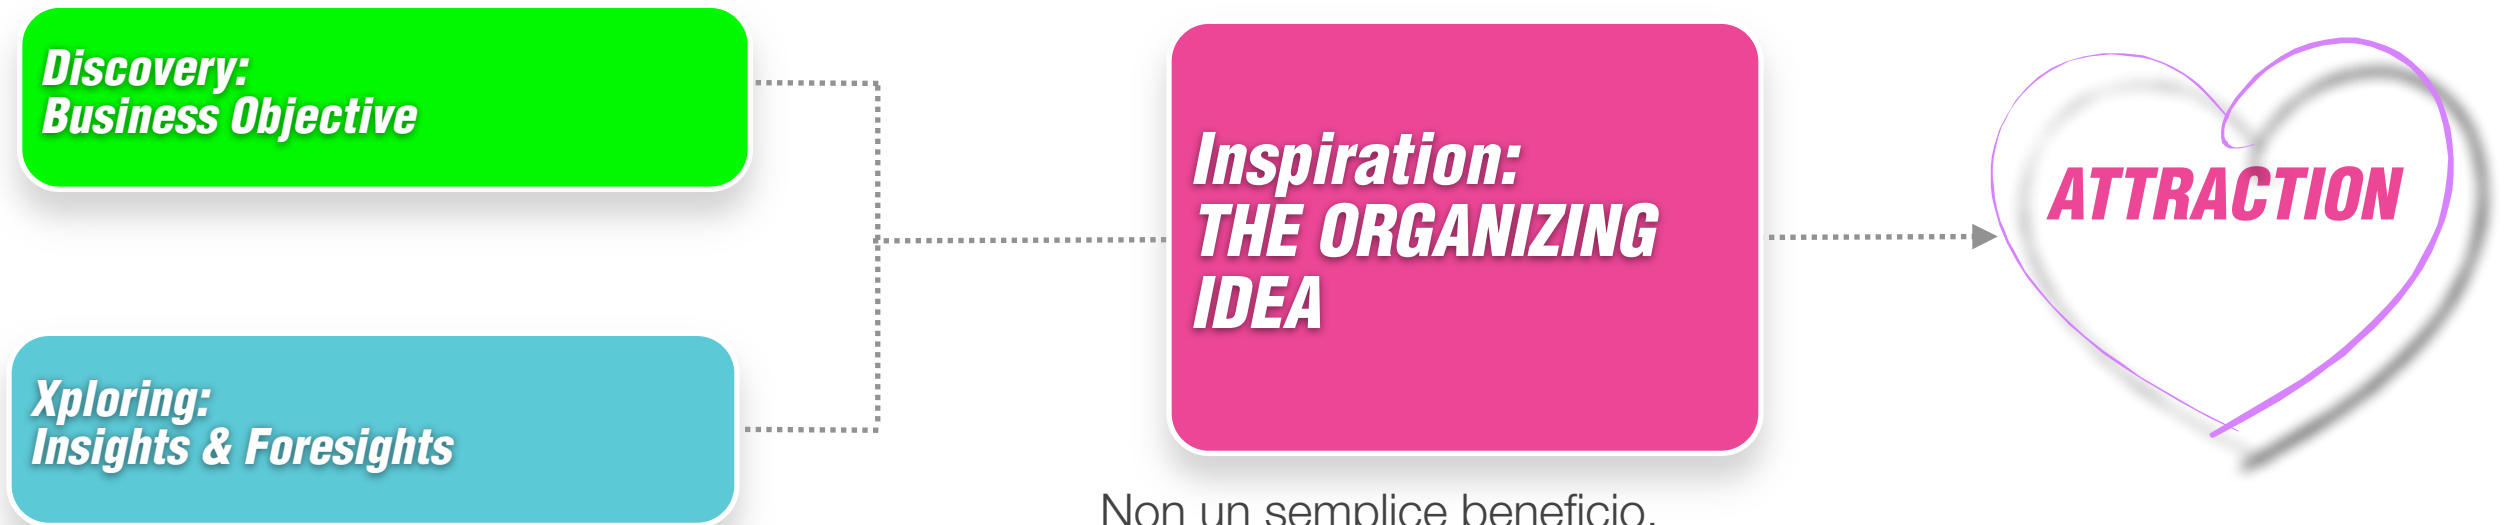 Discovery:
Business Objective
Xploring:
Insights & Foresights
Inspiration:
THE ORGANIZING
IDEA
ATTRACTION
Non un semplice beneficio.